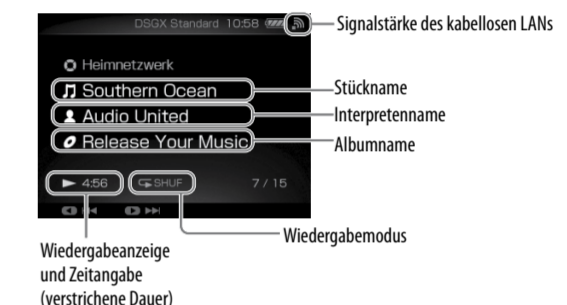 DSGX Standard 10:58
Signalstärke des kabellosen LANs
Heimnetzwerk
Southern Ocean
Stückname
Audio United
Interpretenname
Release Your Music
Albumname
4:56
SHUF
7 / 15
Wiedergabemodus
Wiedergabeanzeige
und Zeitangabe
(verstrichene Dauer)